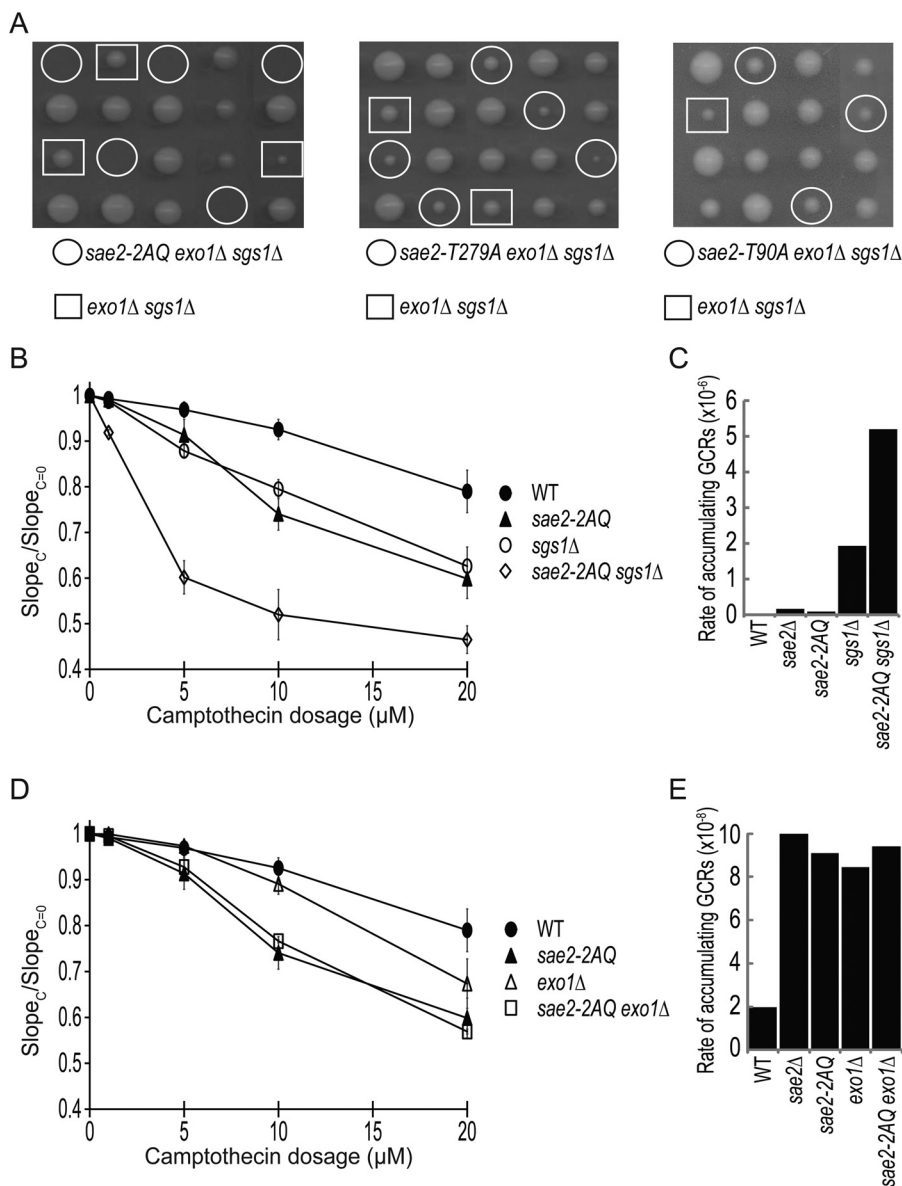 A
sae2-2AQ exo1Δ sgs1Δ
exo1Δ sgs1Δ
sae2-T279A exo1Δ sgs1Δ
exo1Δ sgs1Δ
sae2-T90A exo1Δ sgs1Δ
exo1Δ sgs1Δ
B
Slope_C/Slope_C=0
1
0.9
0.8
0.7
0.6
0.5
0.4
0 5 10 15 20
Camptothecin dosage (µM)
WT
sae2-2AQ
sgs1Δ
sae2-2AQ sgs1Δ
C
Rate of accumulating GCRs (x10^-6)
6
5
4
3
2
1
0
WT
sae2Δ
sae2-2AQ
sgs1Δ
sae2-2AQ sgs1Δ
D
Slope_C/Slope_C=0
1
0.9
0.8
0.7
0.6
0.5
0.4
0 5 10 15 20
Camptothecin dosage (µM)
WT
sae2-2AQ
exo1Δ
sae2-2AQ exo1Δ
E
Rate of accumulating GCRs (x10^-8)
10
8
6
4
2
0
WT
sae2Δ
sae2-2AQ
exo1Δ
sae2-2AQ exo1Δ